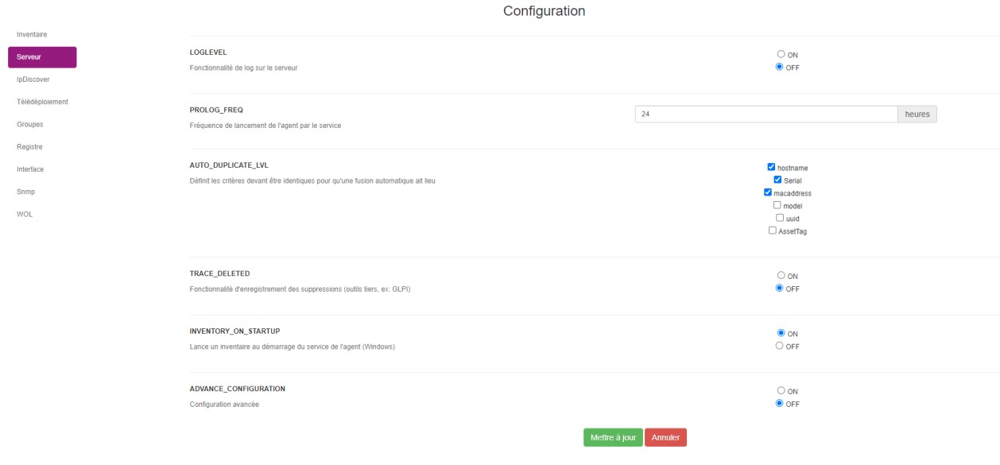 Configuration
Inventaire
Serveur
IpDiscover
Télédéploiement
Groupes
Registre
Interface
Snmp
WOL
LOGLEVEL
Fonctionnalité de log sur le serveur
ON
OFF
PROLOG_FREQ
Fréquence de lancement de l'agent par le service
24 heures
AUTO_DUPLICATE_LVL
Définit les critères devant être identiques pour qu'une fusion automatique ait lieu
hostname
Serial
macaddress
model
uuid
AssetTag
TRACE_DELETED
Fonctionnalité d'enregistrement des suppressions (outils tiers, ex: GLPI)
ON
OFF
INVENTORY_ON_STARTUP
Lance un inventaire au démarrage du service de l'agent (Windows)
ON
OFF
ADVANCE_CONFIGURATION
Configuration avancée
ON
OFF
Mettre à jour Annuler